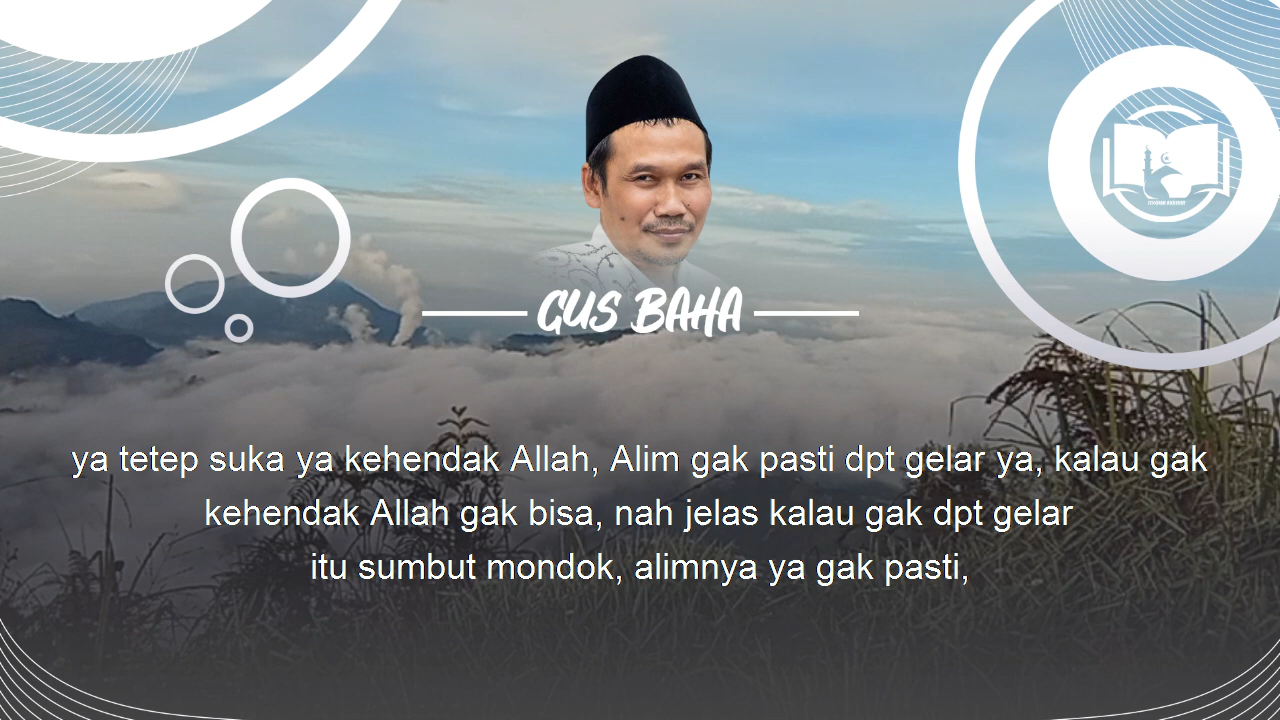 GUS BAHA
ya tetep suka ya kehendak Allah, Alim gak pasti dpt gelar ya, kalau gak
kehendak Allah gak bisa, nah jelas kalau gak dpt gelar
itu sumbut mondok, alimnya ya gak pasti,